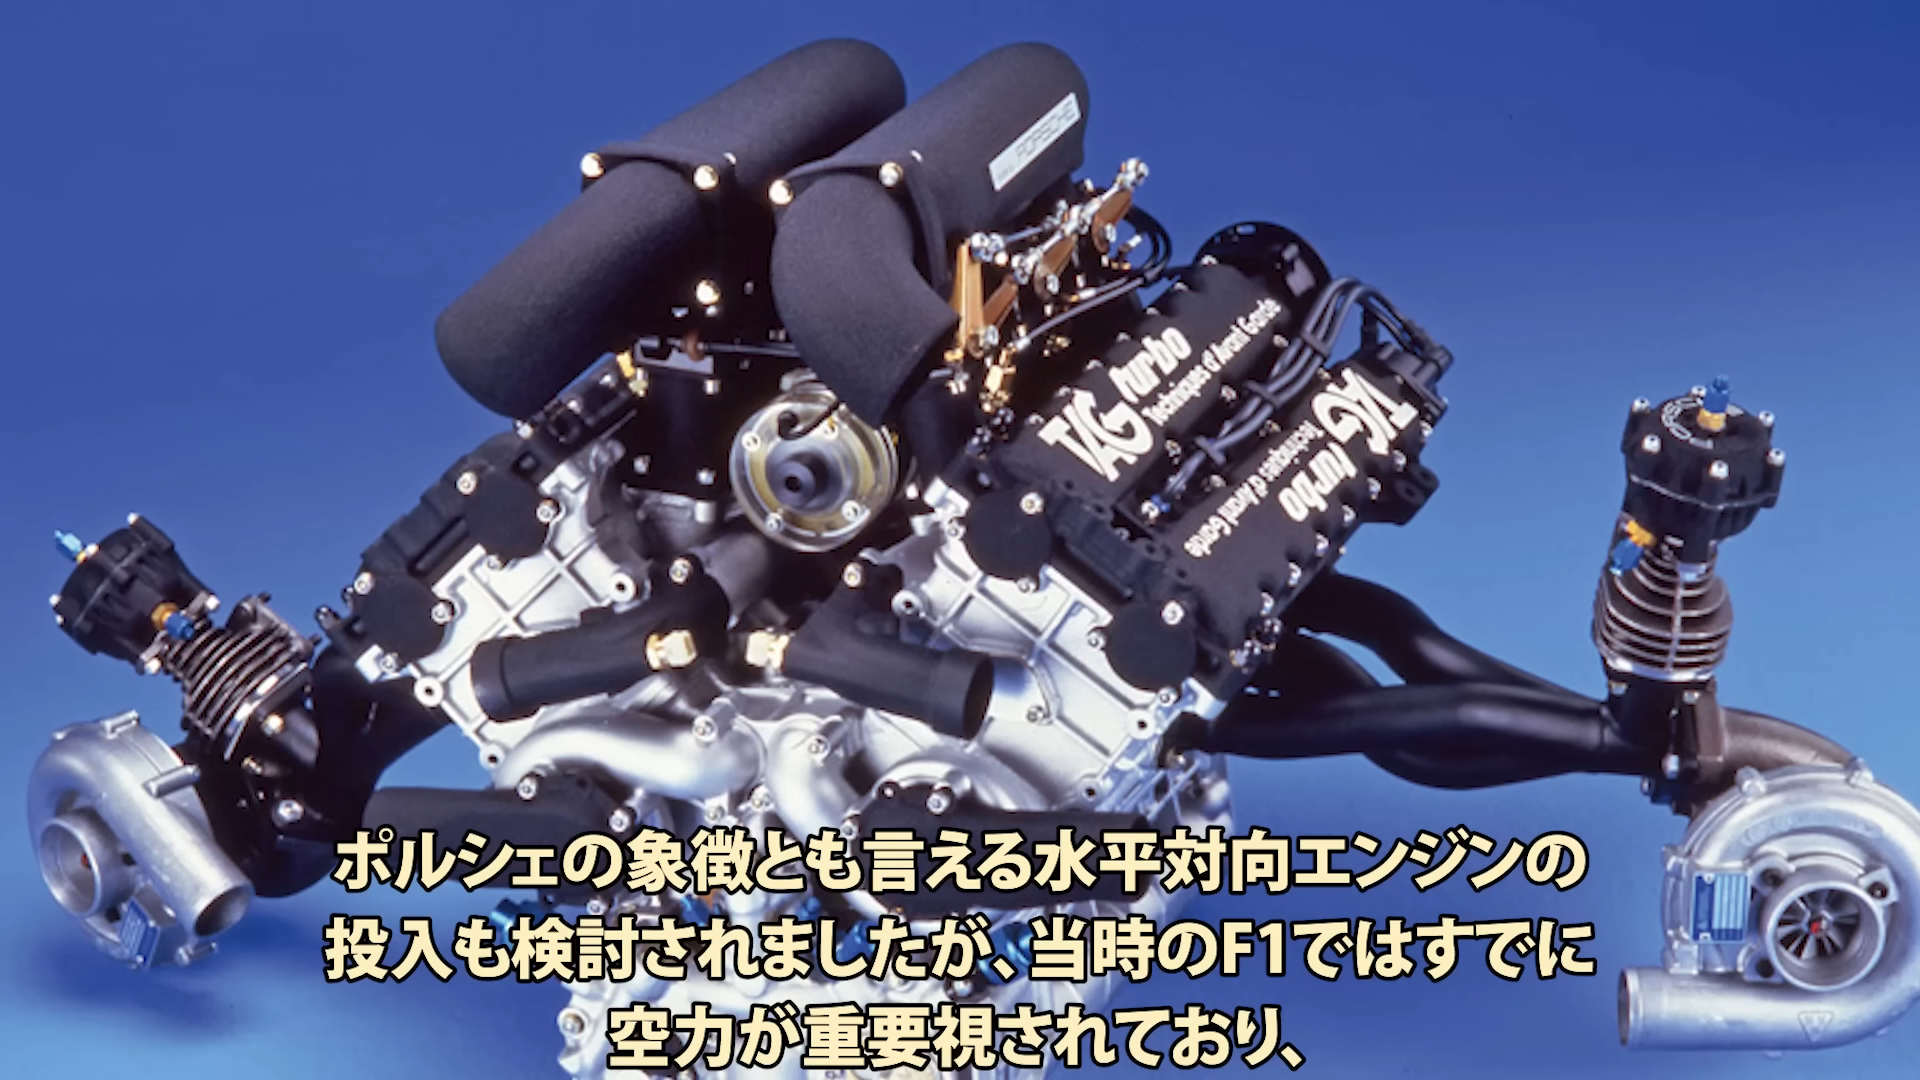 PORSCHE
TAG turbo
Techniques d'Avant Garde
TAG turbo
Techniques d'Avant Garde
ポルシェの象徴とも言える水平対向エンジンの
投入も検討されましたが、当時のF1ではすでに
空力が重要視されており、